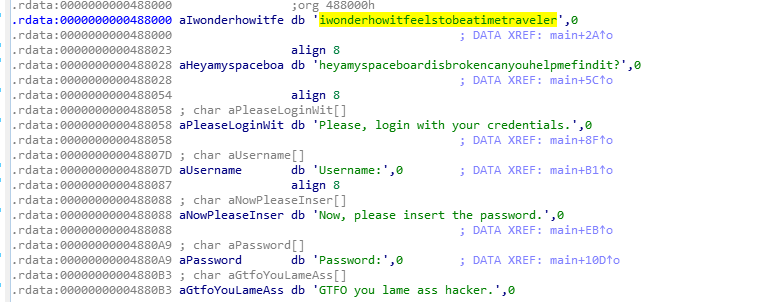 .rdata:0000000000488000 ;org 488000h
.rdata:0000000000488000 aIwonderhowitfe db 'iwonderhowitfeelstobeatimetraveler',0
.rdata:0000000000488000 ; DATA XREF: main+2A↑o
.rdata:0000000000488023 align 8
.rdata:0000000000488028 aHeyamyspaceboa db 'heyamyspaceboardisbrokencanyouhelpmefindit?',0
.rdata:0000000000488028 ; DATA XREF: main+5C↑o
.rdata:0000000000488054 align 8
.rdata:0000000000488058 ; char aPleaseLoginWit[]
.rdata:0000000000488058 aPleaseLoginWit db 'Please, login with your credentials.',0
.rdata:0000000000488058 ; DATA XREF: main+8F↑o
.rdata:000000000048807D ; char aUsername[]
.rdata:000000000048807D aUsername db 'Username:',0 ; DATA XREF: main+B1↑o
.rdata:0000000000488087 align 8
.rdata:0000000000488088 ; char aNowPleaseInser[]
.rdata:0000000000488088 aNowPleaseInser db 'Now, please insert the password.',0
.rdata:0000000000488088 ; DATA XREF: main+EB↑o
.rdata:00000000004880A9 ; char aPassword[]
.rdata:00000000004880A9 aPassword db 'Password:',0 ; DATA XREF: main+10D↑o
.rdata:00000000004880B3 ; char aGtfoYouLameAss[]
.rdata:00000000004880B3 aGtfoYouLameAss db 'GTFO you lame ass hacker.',0